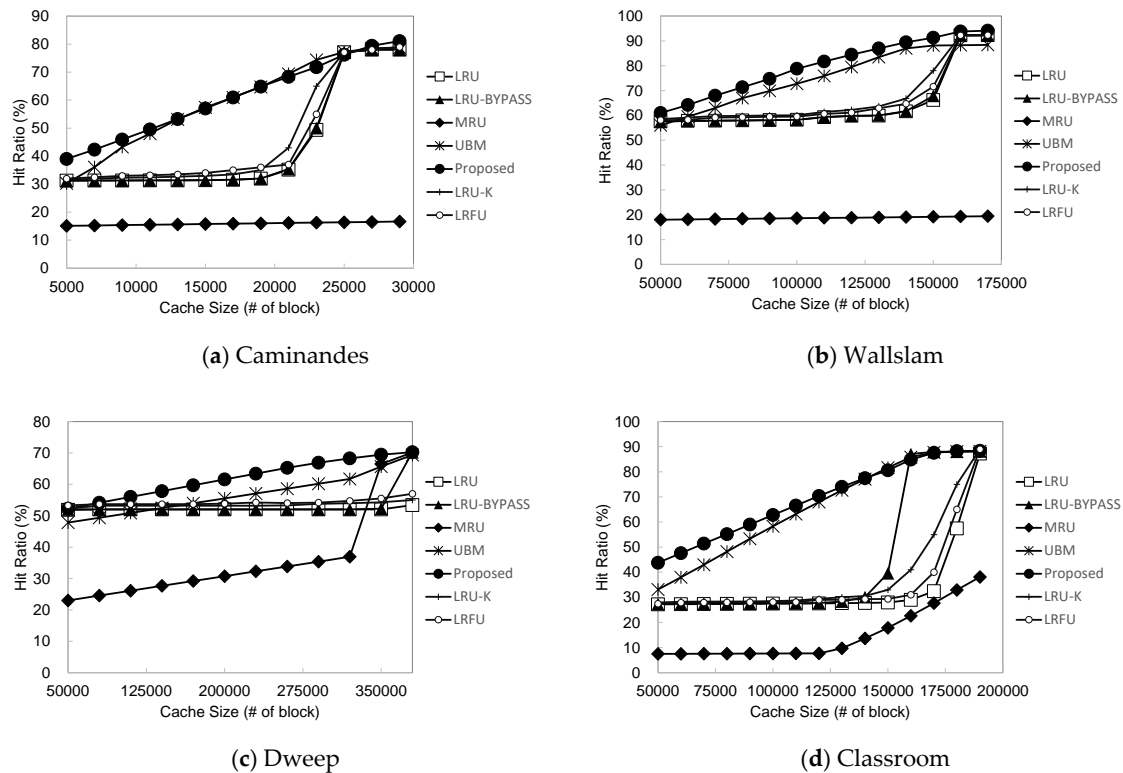 90
80
70
60
50
40
30
20
10
0
Hit Ratio (%)
5000 10000 15000 20000 25000 30000
Cache Size (# of block)
LRU
LRU-BYPASS
MRU
UBM
Proposed
LRU-K
LRFU
(a) Caminandes
100
90
80
70
60
50
40
30
20
10
0
Hit Ratio (%)
50000 75000 100000 125000 150000 175000
Cache Size (# of block)
LRU
LRU-BYPASS
MRU
UBM
Proposed
LRU-K
LRFU
(b) Wallslam
80
70
60
50
40
30
20
10
0
Hit Ratio (%)
50000 125000 200000 275000 350000
Cache Size (# of block)
LRU
LRU-BYPASS
MRU
UBM
Proposed
LRU-K
LRFU
(c) Dweep
100
90
80
70
60
50
40
30
20
10
0
Hit Ratio (%)
50000 75000 100000 125000 150000 175000 200000
Cache Size (# of block)
LRU
LRU-BYPASS
MRU
UBM
Proposed
LRU-K
LRFU
(d) Classroom